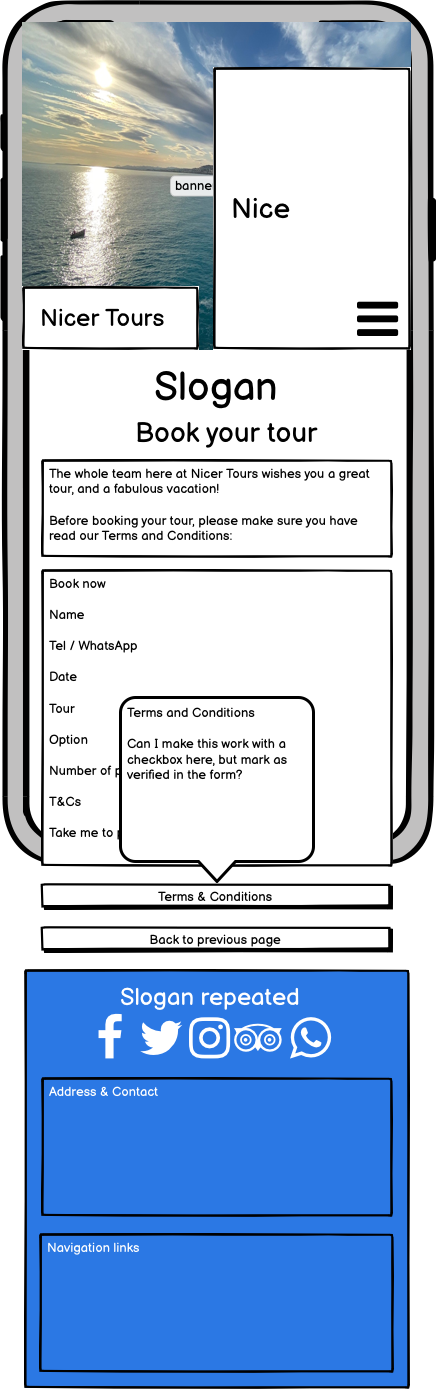 banne
Nice
Nicer Tours
Slogan
Book your tour
The whole team here at Nicer Tours wishes you a great
tour, and a fabulous vacation!
Before booking your tour, please make sure you have
read our Terms and Conditions:
Book now
Name
Tel / WhatsApp
Date
Tour
Option
Number of p
T&Cs
Take me to p
Terms and Conditions
Can I make this work with a
checkbox here, but mark as
verified in the form?
Terms & Conditions
Back to previous page
Slogan repeated
Address & Contact
Navigation links